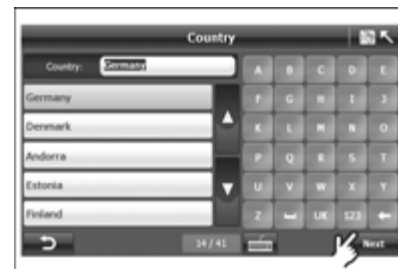 Country
Country: Germany
A B C D E
Germany
F G H I J
Denmark
K L M N O
Andorra
P Q R S T
Estonia
U V W X Y
Finland
Z UK 123
14 / 41
Next